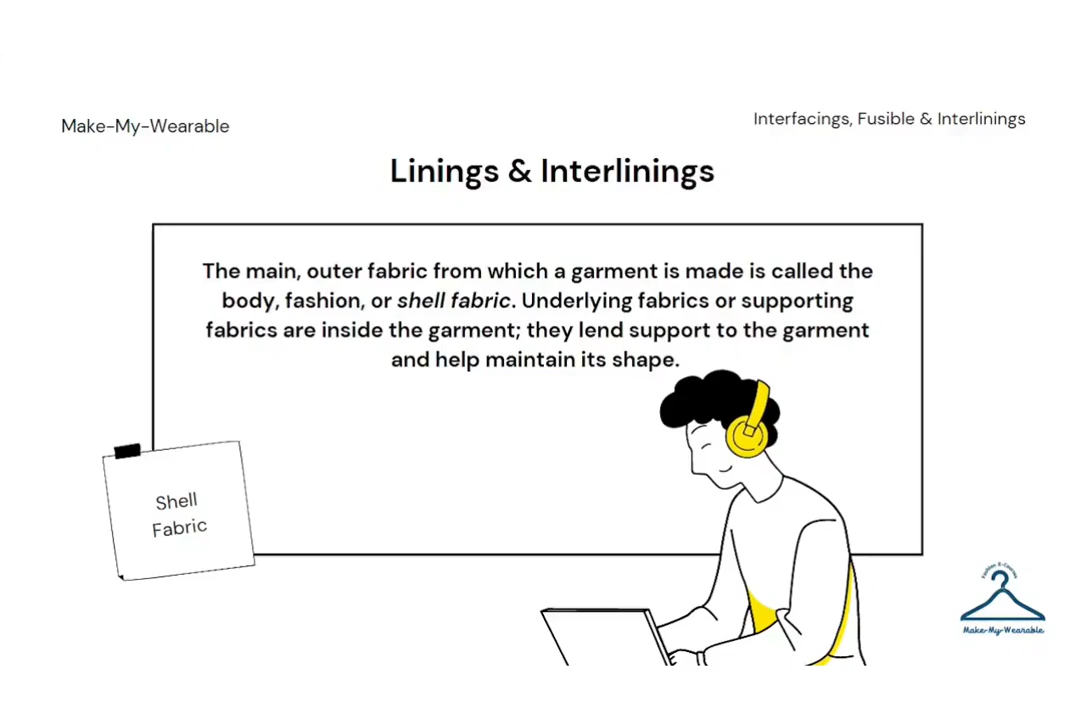 Make-My-Wearable
Interfacings, Fusible & Interlinings
Linings & Interlinings
The main, outer fabric from which a garment is made is called the
body, fashion, or shell fabric. Underlying fabrics or supporting
fabrics are inside the garment; they lend support to the garment
and help maintain its shape.
Shell
Fabric
Fashion E-Courses
Make-My-Wearable